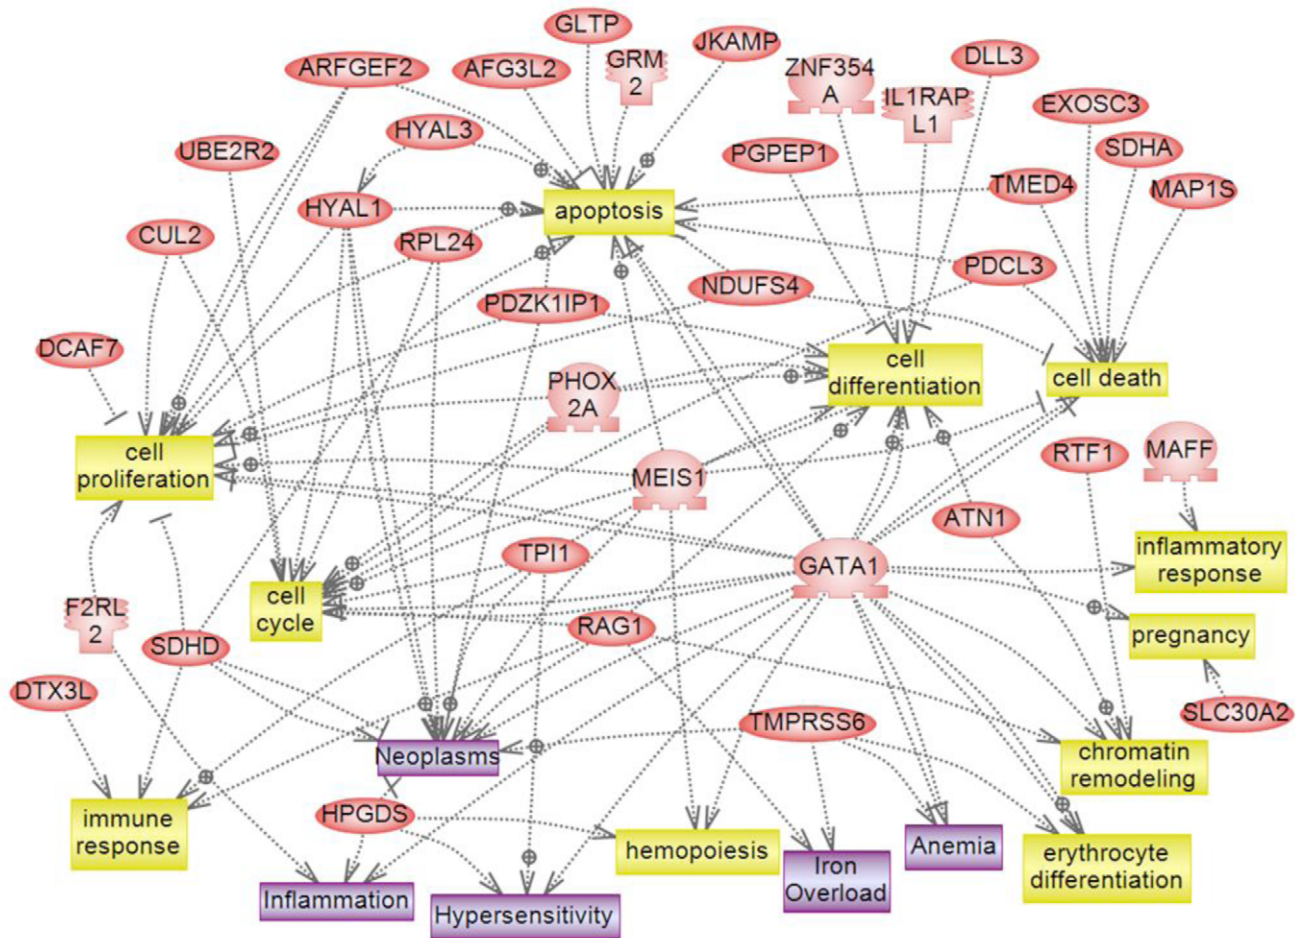 GLTP
JKAMP
ARFGEF2
AFG3L2
GRM
2
ZNF354
A
DLL3
IL1RAP
L1
EXOSC3
HYAL3
UBE2R2
PGPEP1
SDHA
TMED4
MAP1S
HYAL1
apoptosis
CUL2
RPL24
PDCL3
NDUFS4
PDZK1IP1
DCAF7
cell
differentiation
cell death
PHOX
2A
cell
proliferation
MEIS1
RTF1
MAFF
ATN1
TPI1
GATA1
inflammatory
response
cell
cycle
F2RL
2
SDHD
RAG1
pregnancy
DTX3L
SLC30A2
TMPRSS6
Neoplasms
chromatin
remodeling
HPGDS
immune
response
hemopoiesis
Anemia
Iron
Overload
erythrocyte
differentiation
Inflammation
Hypersensitivity